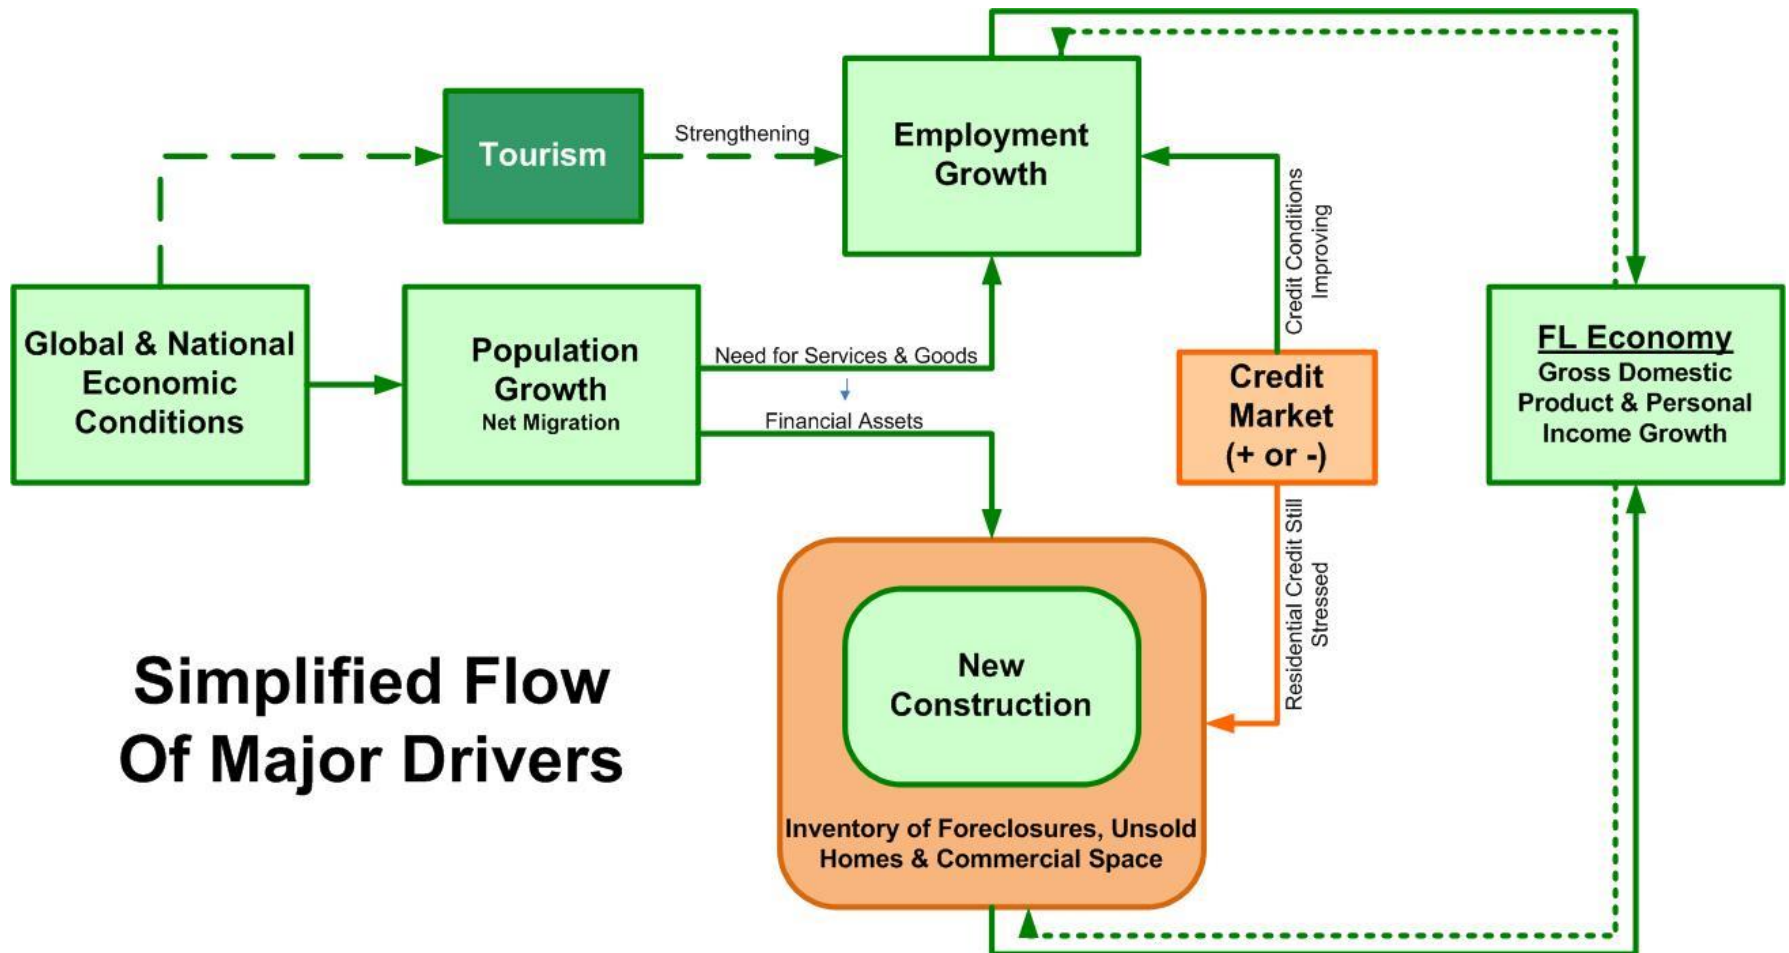 Tourism
Strengthening
Employment
Growth
Credit Conditions
Improving
Global & National
Economic
Conditions
Population
Growth
Net Migration
Need for Services & Goods
Financial Assets
Credit
Market
(+ or -)
FL Economy
Gross Domestic
Product & Personal
Income Growth
Residential Credit Still
Stressed
New
Construction
Inventory of Foreclosures, Unsold
Homes & Commercial Space
Simplified Flow
Of Major Drivers